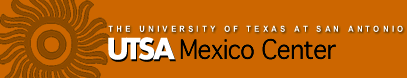 THE UNIVERSITY OF TEXAS AT SAN ANTONIO
UTSA Mexico Center